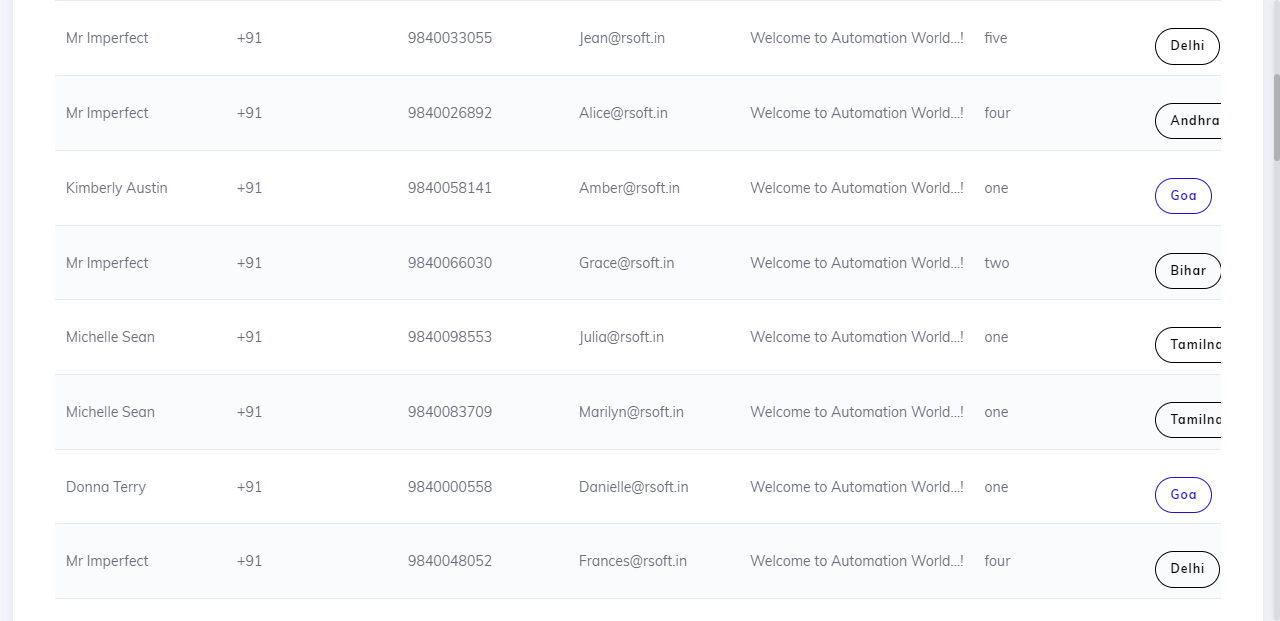 Mr Imperfect +91 9840033055 Jean@rsoft.in Welcome to Automation World...! five Delhi
Mr Imperfect +91 9840026892 Alice@rsoft.in Welcome to Automation World...! four Andhra
Kimberly Austin +91 9840058141 Amber@rsoft.in Welcome to Automation World...! one Goa
Mr Imperfect +91 9840066030 Grace@rsoft.in Welcome to Automation World...! two Bihar
Michelle Sean +91 9840098553 Julia@rsoft.in Welcome to Automation World...! one
Michelle Sean +91 9840083709 Marilyn@rsoft.in Welcome to Automation World...! one
Donna Terry +91 9840000558 Danielle@rsoft.in Welcome to Automation World...! one Goa
Mr Imperfect +91 9840048052 Frances@rsoft.in Welcome to Automation World...! four Delhi